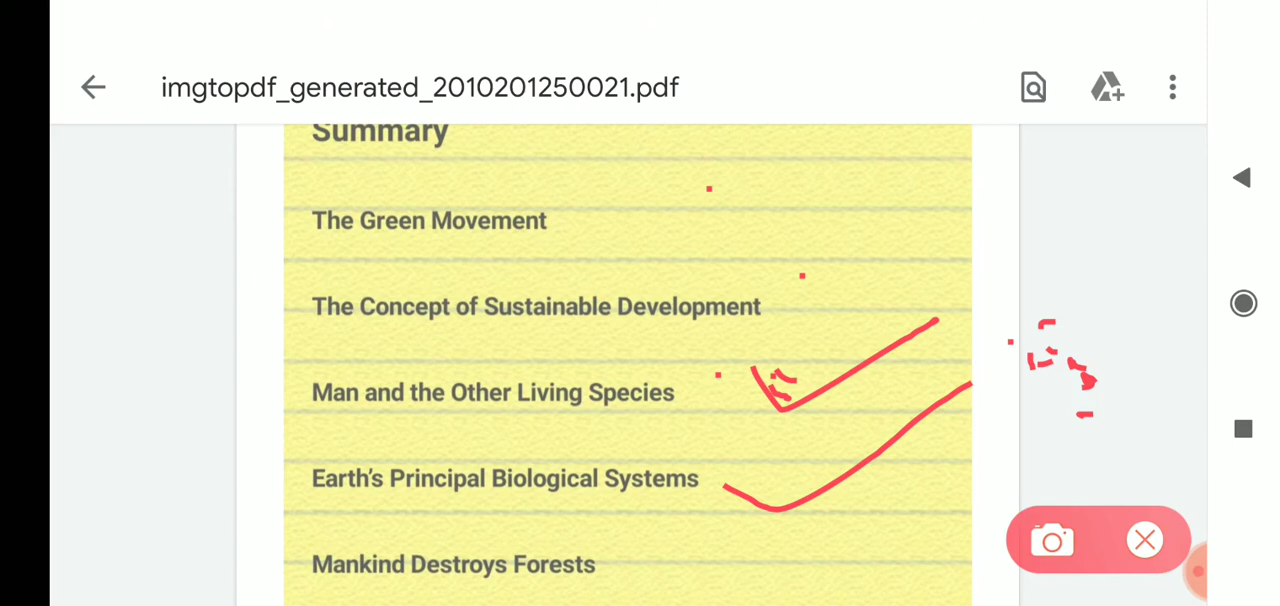 imgtopdf_generated_2010201250021.pdf
Summary
The Green Movement
The Concept of Sustainable Development
Man and the Other Living Species
Earth's Principal Biological Systems
Mankind Destroys Forests